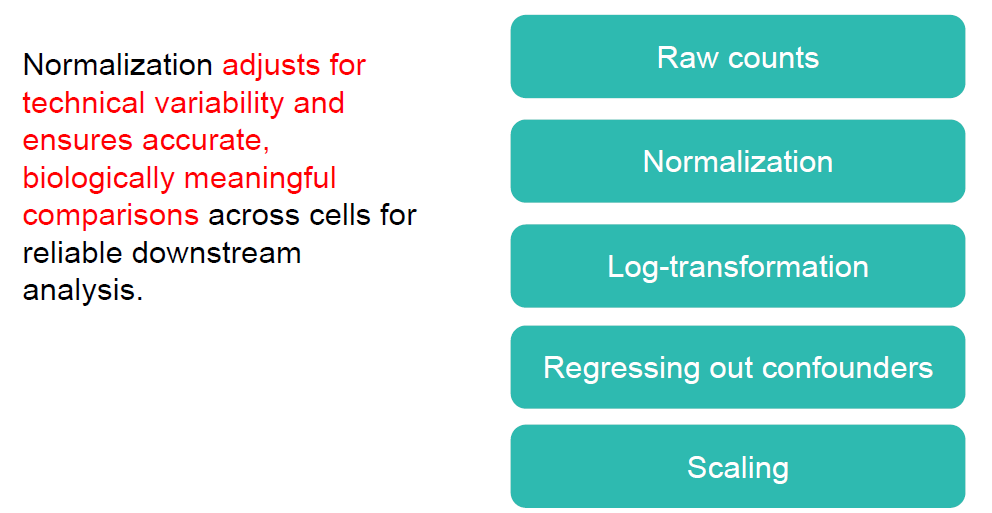 Normalization adjusts for
technical variability and
ensures accurate,
biologically meaningful
comparisons across cells for
reliable downstream
analysis.
Raw counts
Normalization
Log-transformation
Regressing out confounders
Scaling